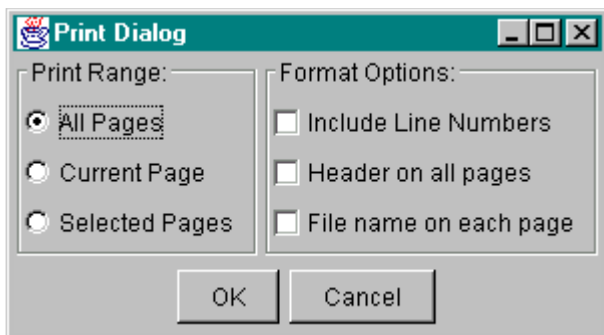 Print Dialog
Print Range:
All Pages
Current Page
Selected Pages
Format Options:
Include Line Numbers
Header on all pages
File name on each page
OK
Cancel